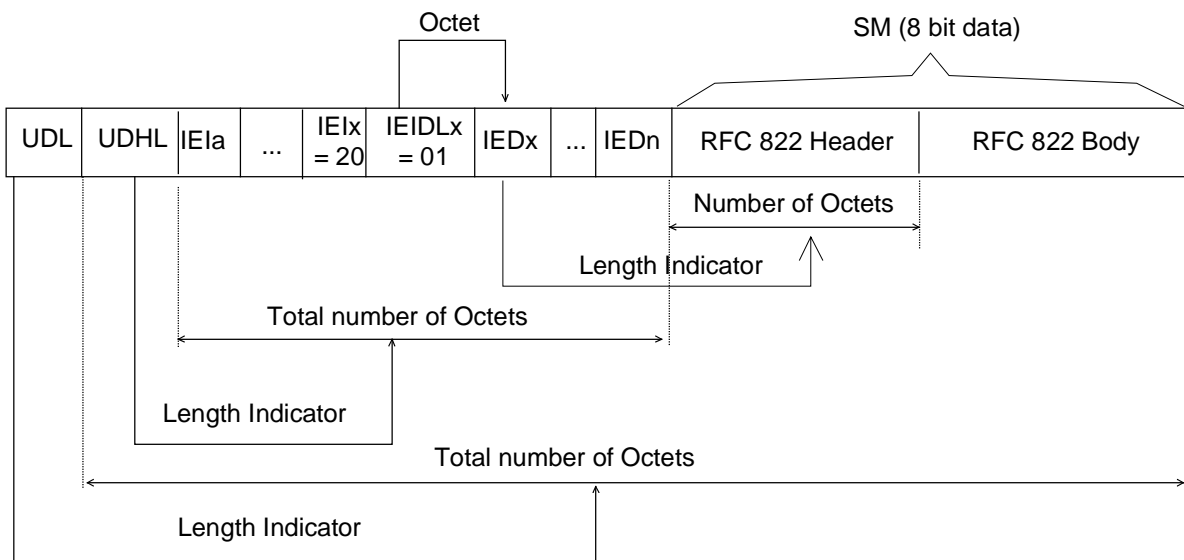 Octet
SM (8 bit data)
UDL
UDHL
IEIa
...
IEIx
= 20
IEIDLx
= 01
IEDx
...
IEDn
RFC 822 Header
RFC 822 Body
Number of Octets
Length Indicator
Total number of Octets
Length Indicator
Total number of Octets
Length Indicator